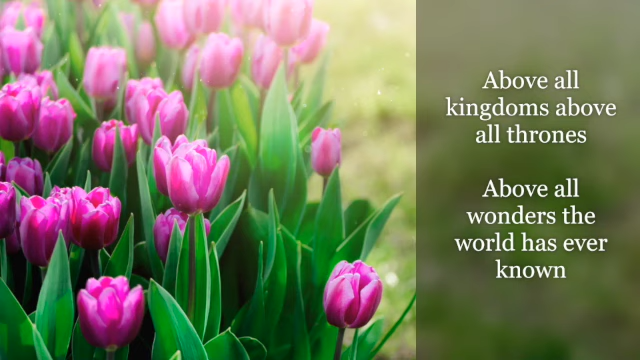 Above all
kingdoms above
all thrones
Above all
wonders the
world has ever
known